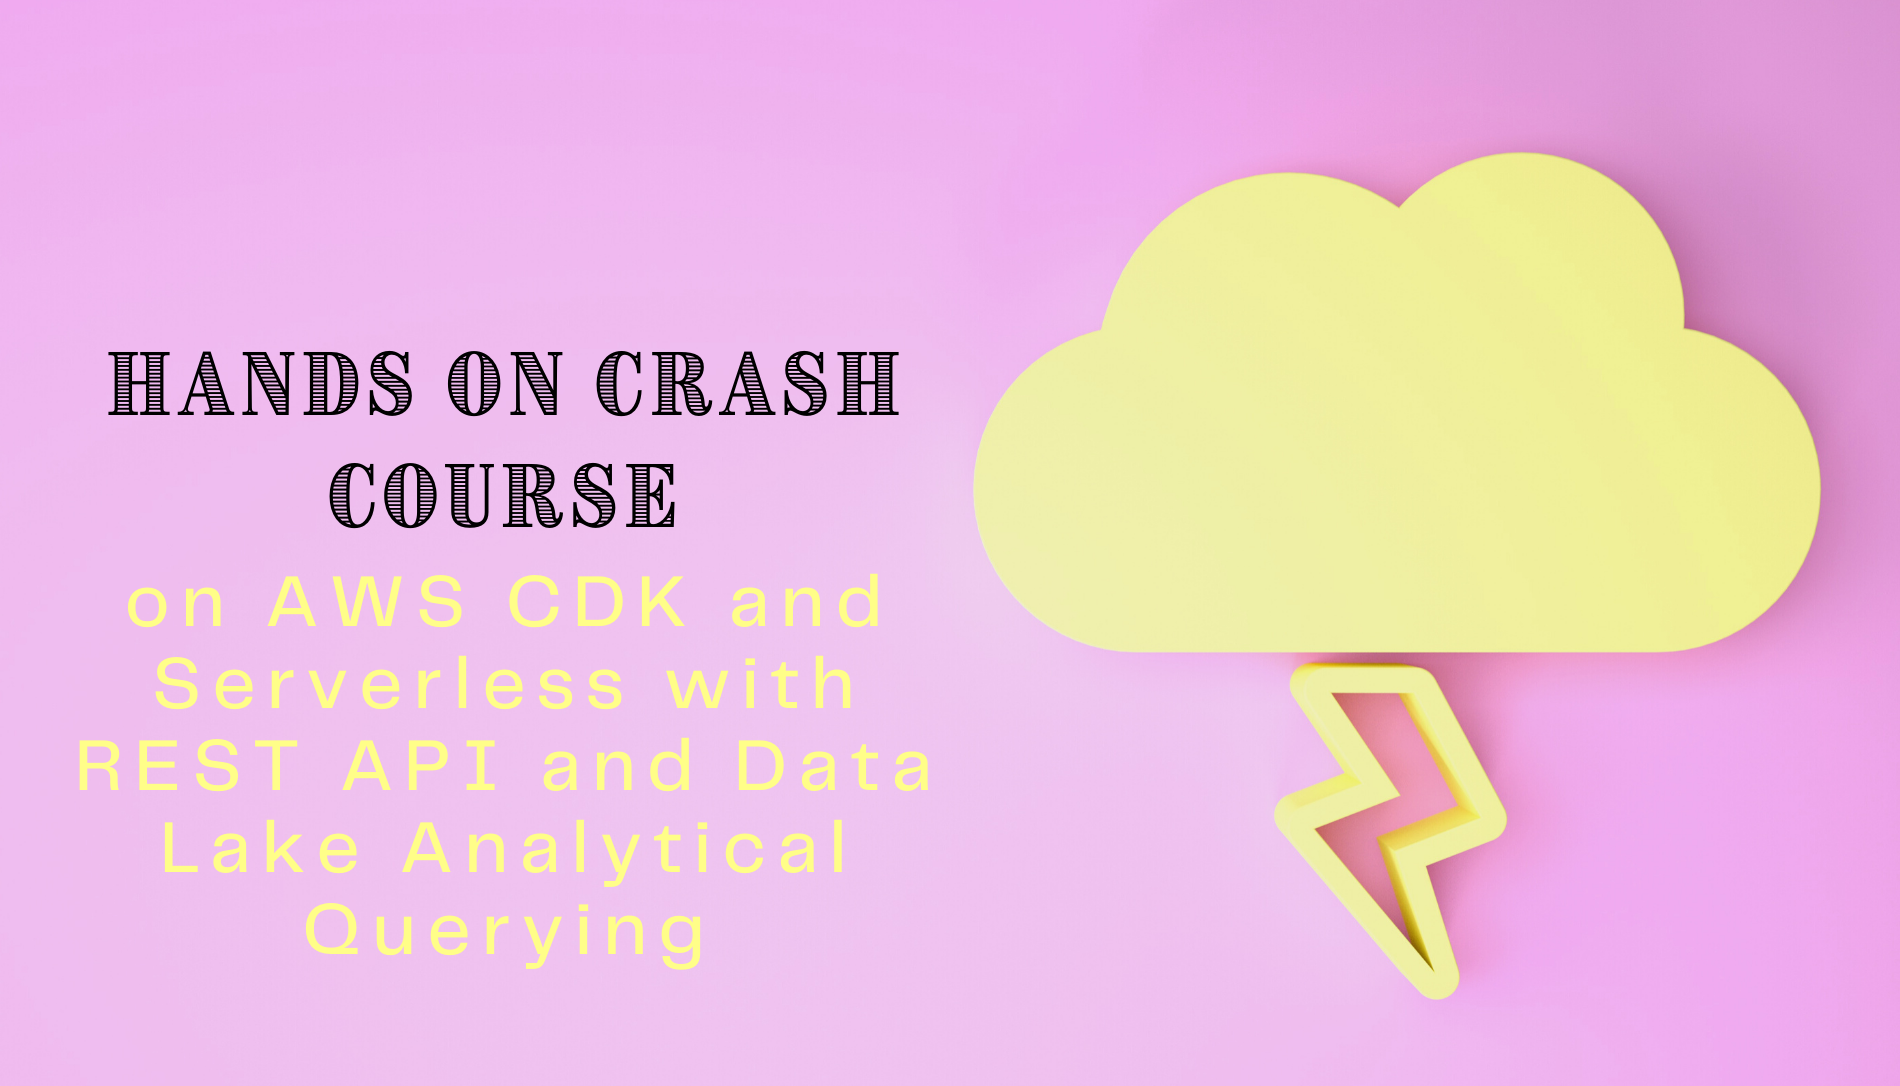 HANDS ON CRASH
COURSE
on AWS CDK and
Serverless with
REST API and Data
Lake Analytical
Querying